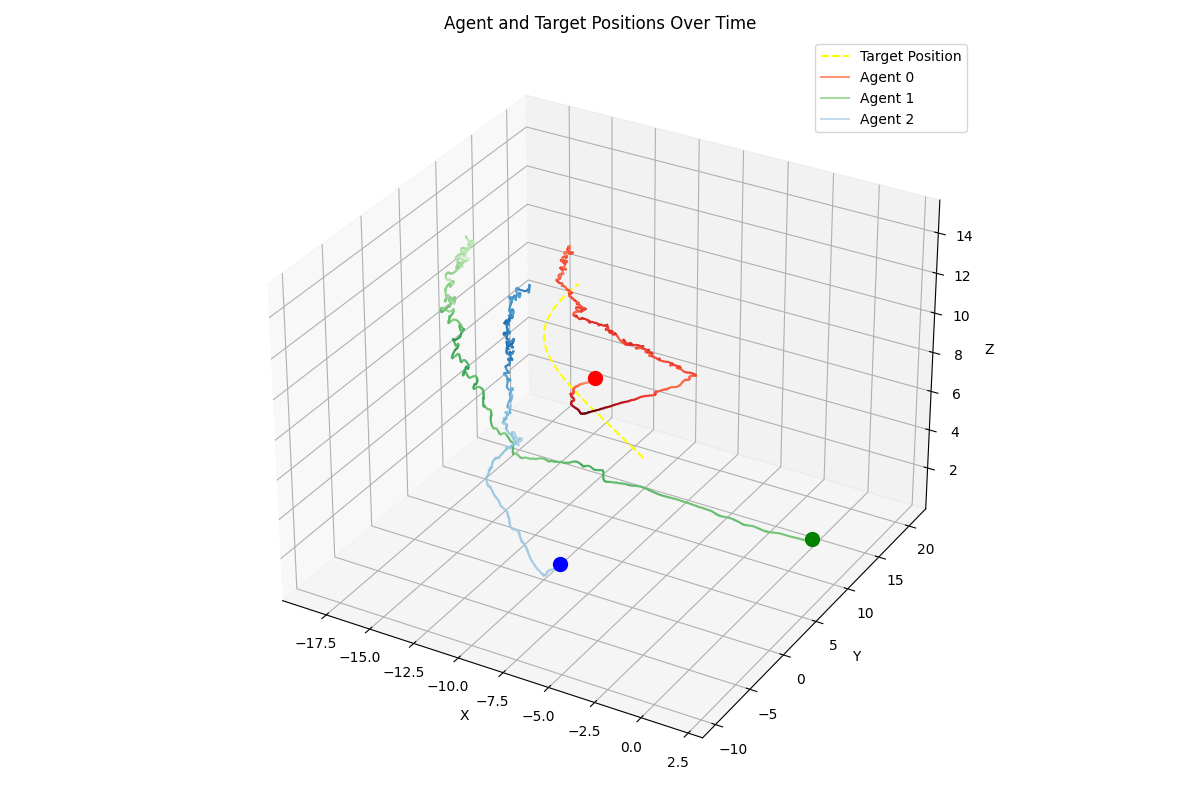 Agent and Target Positions Over Time
Target Position
Agent 0
Agent 1
Agent 2
Z
14
12
10
8
6
4
2
20
15
10
5
0
−5
−10
Y
−17.5
−15.0
−12.5
−10.0
−7.5
−5.0
−2.5
0.0
2.5
X